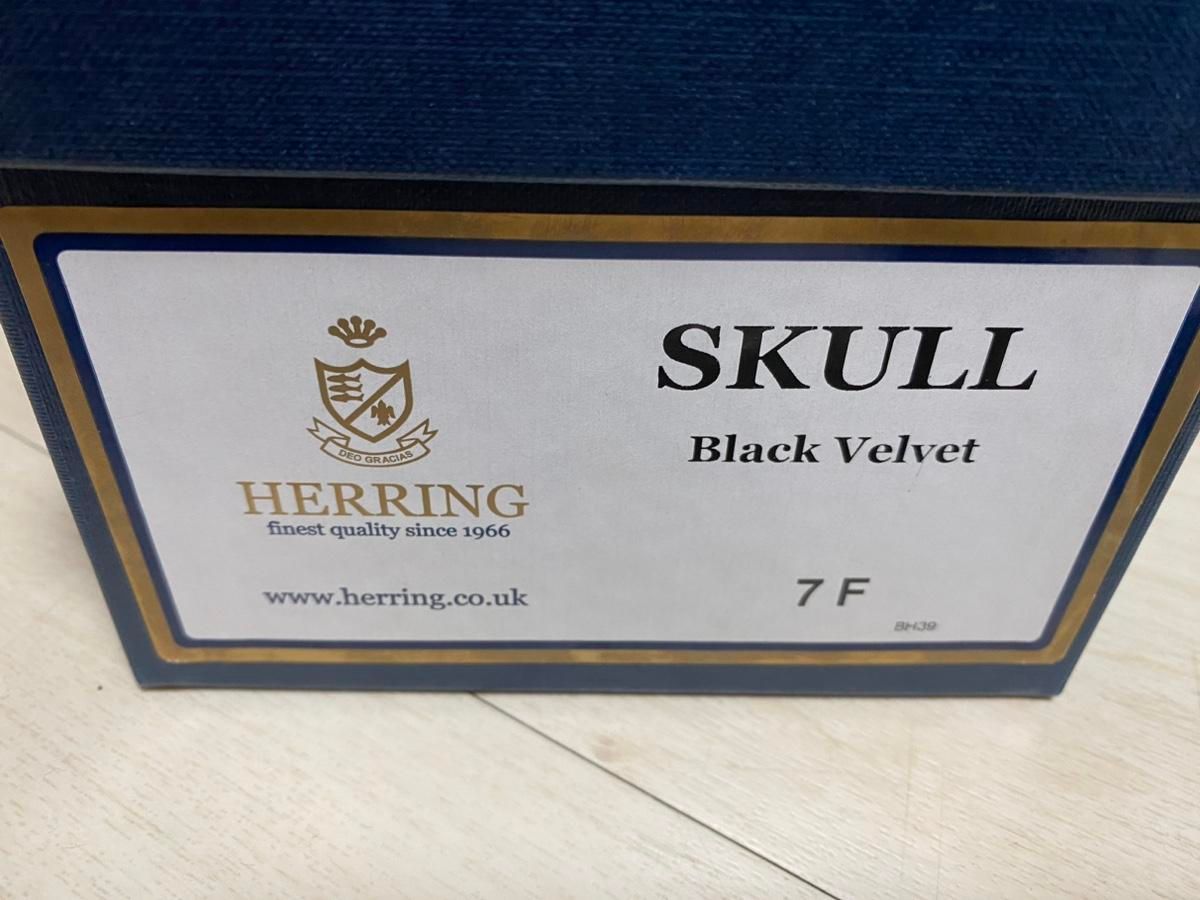 DEO GRACIAS
HERRING
finest quality since 1966
www.herring.co.uk
SKULL
Black Velvet
7 F
BH39